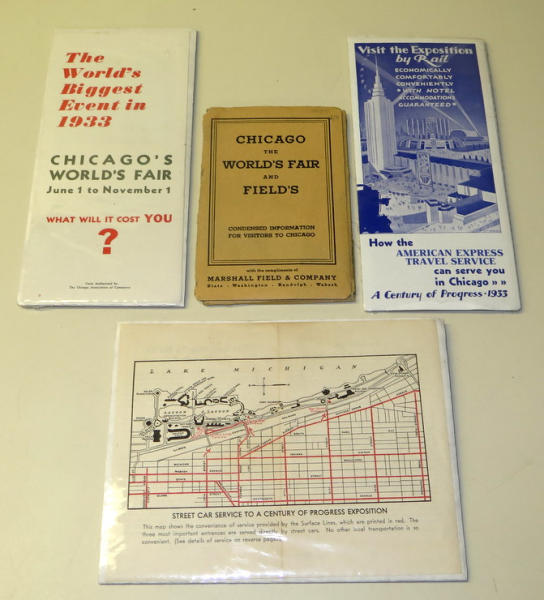 The
World's
Biggest
Event in
1933
CHICAGO'S
WORLD'S FAIR
June 1 to November 1
WHAT WILL IT COST YOU
?
CHICAGO
THE
WORLD'S FAIR
AND
FIELD'S
CONDENSED INFORMATION
FOR VISITORS TO CHICAGO
with the compliments of
MARSHALL FIELD & COMPANY
State - Washington - Randolph - Wabash
Visit the Exposition
by Rail
ECONOMICALLY
COMFORTABLY
CONVENIENTLY
WITH HOTEL
ACCOMMODATIONS
GUARANTEED
How the
AMERICAN EXPRESS
TRAVEL SERVICE
can serve you
in Chicago »»
A Century of Progress - 1933
LAKE MICHIGAN
STREET CAR SERVICE TO A CENTURY OF PROGRESS EXPOSITION
This map shows the convenience of service provided by the Surface Lines, which are printed in red. The
three most important entrances are served directly by street cars. No other local transportation is so
convenient. (See details of service on reverse page)